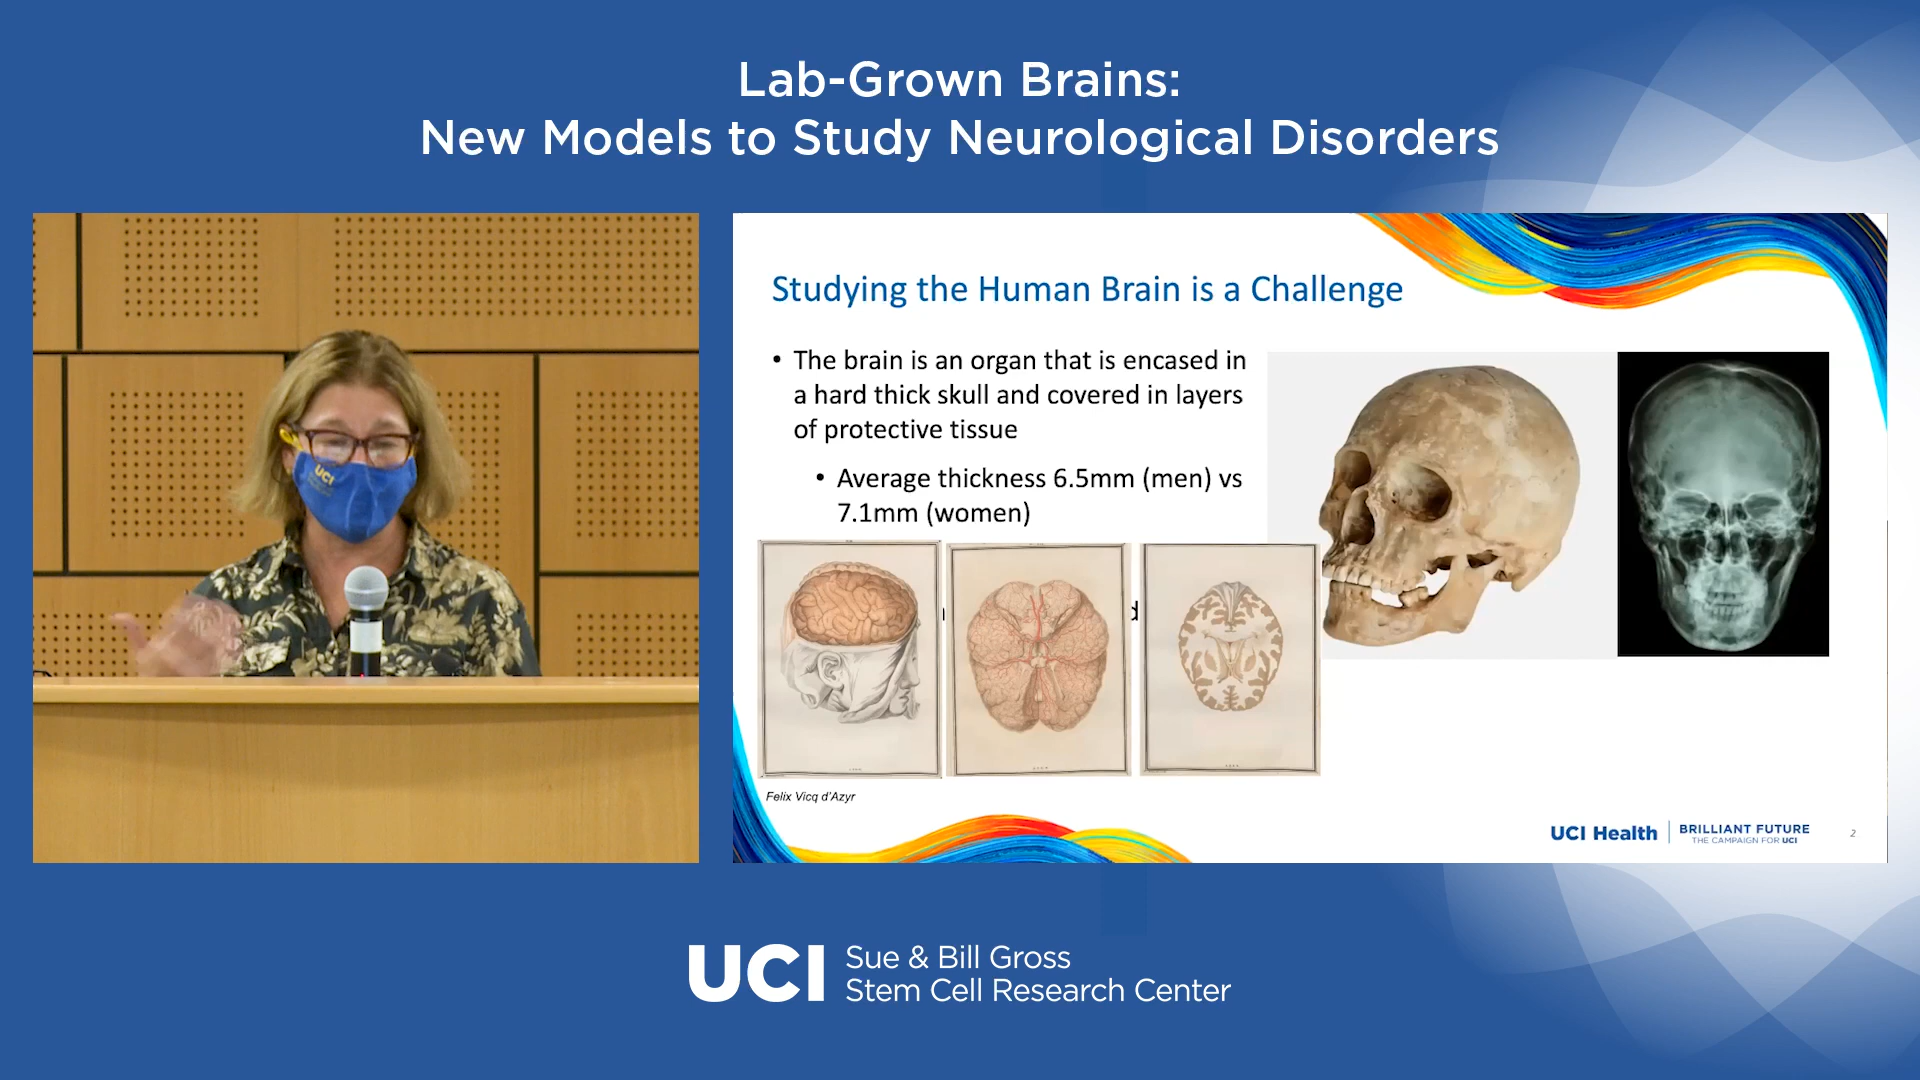 Lab-Grown Brains:
New Models to Study Neurological Disorders
UCI
Studying the Human Brain is a Challenge
• The brain is an organ that is encased in
a hard thick skull and covered in layers
of protective tissue
• Average thickness 6.5mm (men) vs
7.1mm (women)
Felix Vicq d'Azyr
UCI Health
BRILLIANT FUTURE
THE CAMPAIGN FOR UCI
2
UCI
Sue & Bill Gross
Stem Cell Research Center